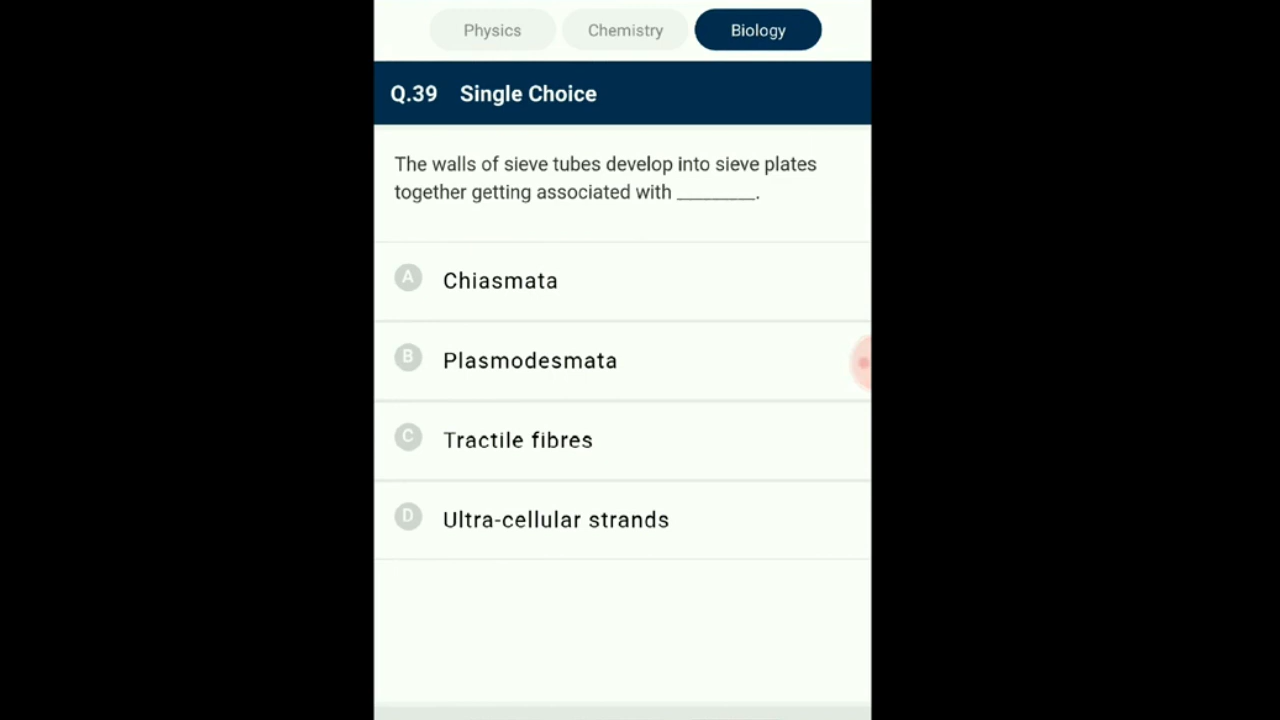 Physics Chemistry Biology
Q.39 Single Choice
The walls of sieve tubes develop into sieve plates
together getting associated with ________.
A Chiasmata
B Plasmodesmata
C Tractile fibres
D Ultra-cellular strands